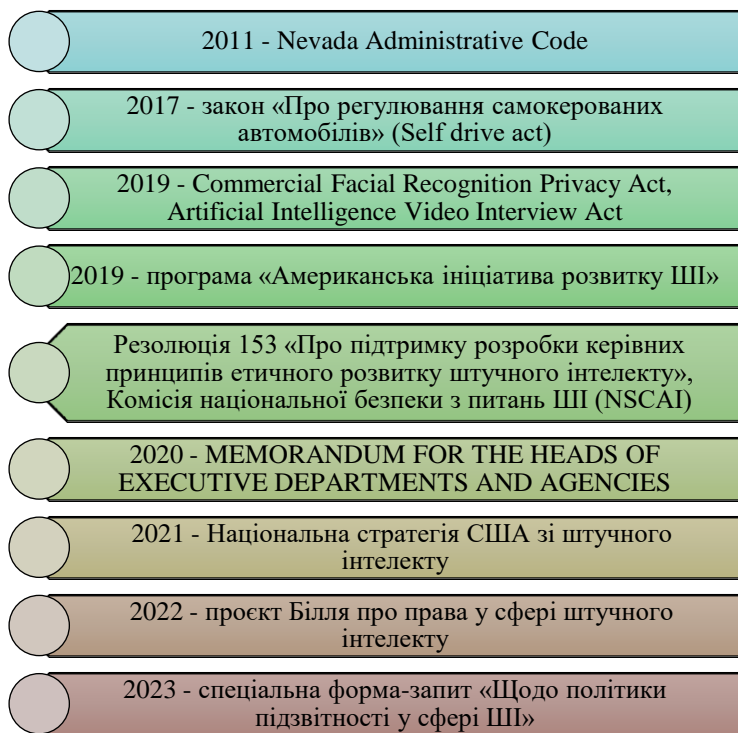 2011 - Nevada Administrative Code
2017 - закон «Про регулювання самокерованих
автомобілів» (Self drive act)
2019 - Commercial Facial Recognition Privacy Act,
Artificial Intelligence Video Interview Act
2019 - програма «Американська ініціатива розвитку ШІ»
Резолюція 153 «Про підтримку розробки керівних
принципів етичного розвитку штучного інтелекту»,
Комісія національної безпеки з питань ШІ (NSCAI)
2020 - MEMORANDUM FOR THE HEADS OF
EXECUTIVE DEPARTMENTS AND AGENCIES
2021 - Національна стратегія США зі штучного
інтелекту
2022 - проєкт Білля про права у сфері штучного
інтелекту
2023 - спеціальна форма-запит «Щодо політики
підзвітності у сфері ШІ»